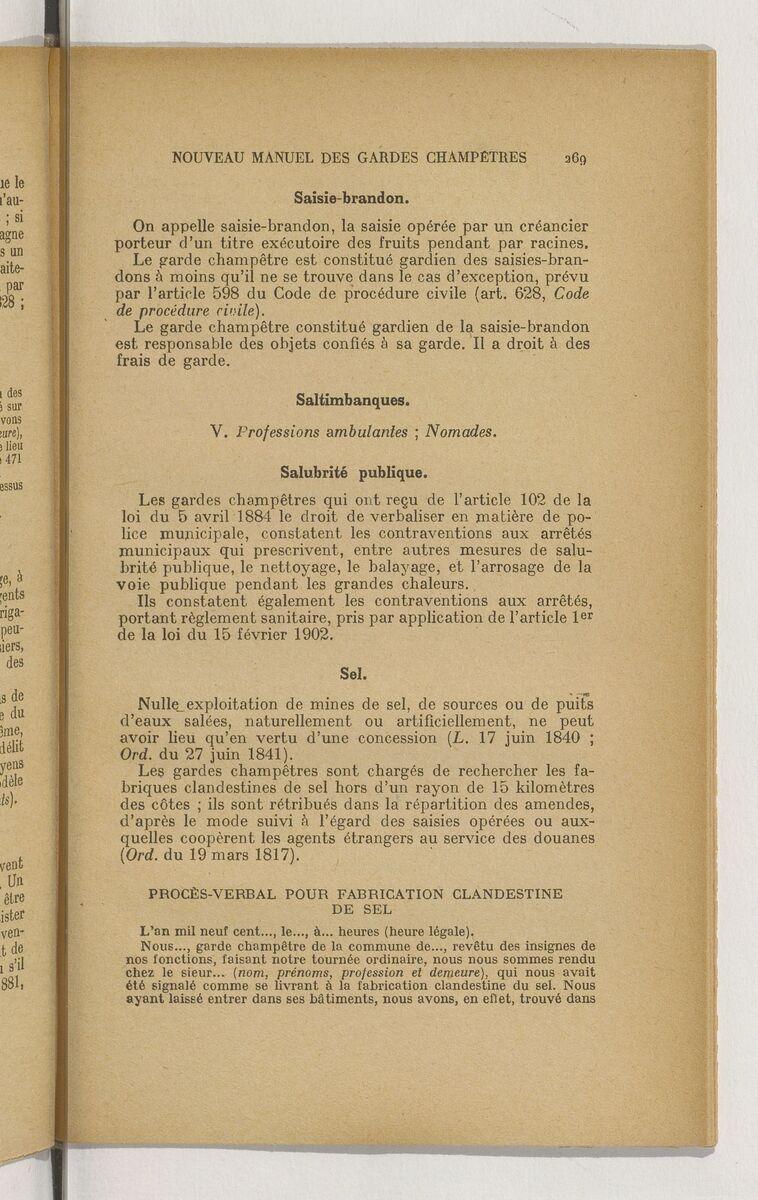 NOUVEAU MANUEL DES GARDES CHAMPÊTRES 269
Saisie-brandon.
On appelle saisie-brandon, la saisie opérée par un créancier
porteur d'un titre exécutoire des fruits pendant par racines.
Le garde champêtre est constitué gardien des saisies-bran-
dons à moins qu'il ne se trouve dans le cas d'exception, prévu
par l'article 598 du Code de procédure civile (art. 628, Code
de procédure civile).
Le garde champêtre constitué gardien de la saisie-brandon
est responsable des objets confiés à sa garde. Il a droit à des
frais de garde.
Saltimbanques.
V. Professions ambulantes ; Nomades.
Salubrité publique.
Les gardes champêtres qui ont reçu de l'article 102 de la
loi du 5 avril 1884 le droit de verbaliser en matière de po-
lice municipale, constatent les contraventions aux arrêtés
municipaux qui prescrivent, entre autres mesures de salu-
brité publique, le nettoyage, le balayage, et l'arrosage de la
voie publique pendant les grandes chaleurs.
Ils constatent également les contraventions aux arrêtés,
portant règlement sanitaire, pris par application de l'article 1er
de la loi du 15 février 1902.
Sel.
Nulle exploitation de mines de sel, de sources ou de puits
d'eaux salées, naturellement ou artificiellement, ne peut
avoir lieu qu'en vertu d'une concession (L. 17 juin 1840 ;
Ord. du 27 juin 1841).
Les gardes champêtres sont chargés de rechercher les fa-
briques clandestines de sel hors d'un rayon de 15 kilomètres
des côtes ; ils sont rétribués dans la répartition des amendes,
d'après le mode suivi à l'égard des saisies opérées ou aux-
quelles coopèrent les agents étrangers au service des douanes
(Ord. du 19 mars 1817).
PROCÈS-VERBAL POUR FABRICATION CLANDESTINE
DE SEL
L'an mil neuf cent..., le..., à... heures (heure légale).
Nous..., garde champêtre de la commune de..., revêtu des insignes de
nos fonctions, faisant notre tournée ordinaire, nous nous sommes rendu
chez le sieur... (nom, prénoms, profession et demeure), qui nous avait
été signalé comme se livrant à la fabrication clandestine du sel. Nous
ayant laissé entrer dans ses bâtiments, nous avons, en effet, trouvé dans